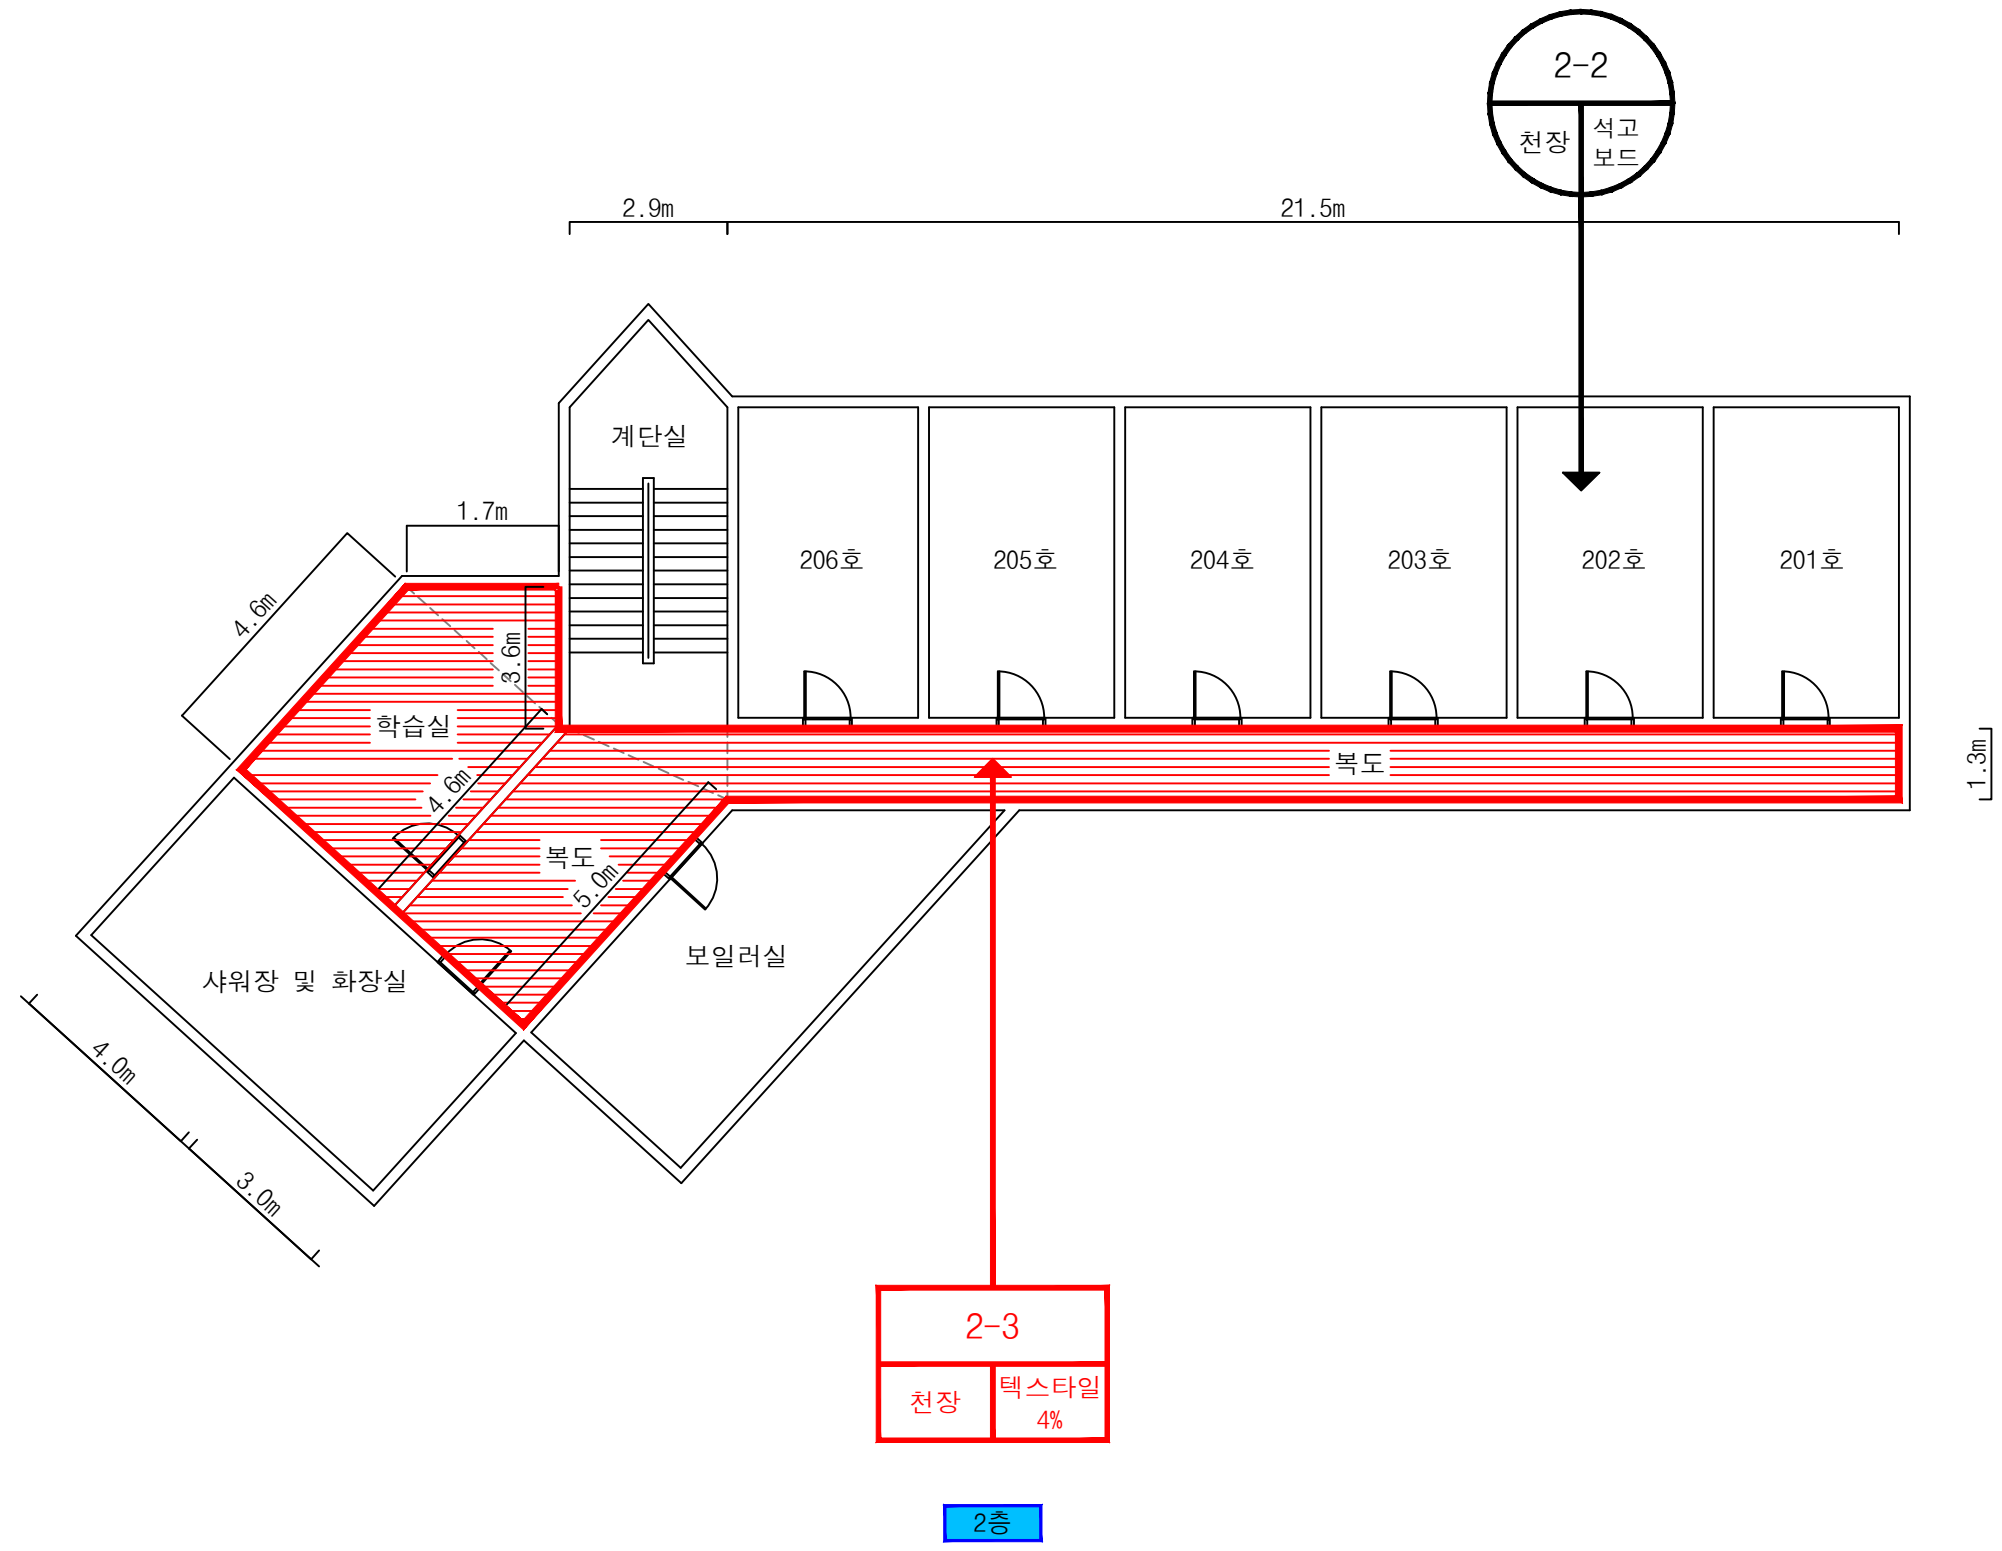 2-2
천장
석고
보드
2.9m
21.5m
계단실
1.7m
206호
205호
204호
203호
202호
201호
4.6m
3.6m
학습실
복도
1.3m
4.6m
복도
5.0m
보일러실
샤워장 및 화장실
4.0m
3.0m
2-3
천장
텍스타일
4%
2층